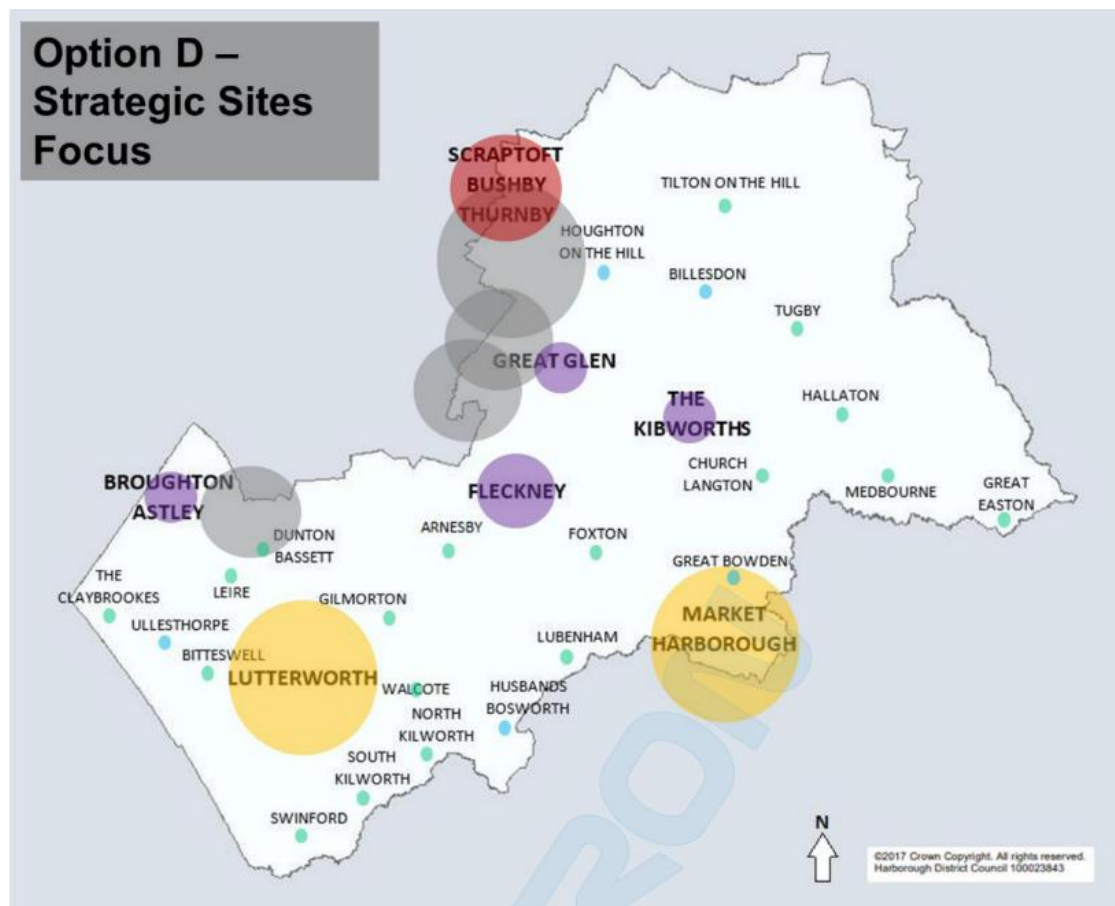 Option D –
Strategic Sites
Focus
SCRAPTOFT
BUSHBY
THURNBY
TILTON ON THE HILL
HOUGHTON
ON THE HILL
BILLESDON
TUGBY
GREAT GLEN
THE
KIBWORTHS
HALLATON
BROUGHTON
ASTLEY
FLECKNEY
CHURCH
LANGTON
MEDBOURNE
GREAT
EASTON
DUNTON
BASSETT
ARNESBY
FOXTON
GREAT BOWDEN
THE
CLAYBROOKES
LEIRE
GILMORTON
ULLESTHORPE
BITTESWELL
LUTTERWORTH
MARKET
HARBOROUGH
LUBENHAM
WALCOTE
HUSBANDS
BOSWORTH
NORTH
KILWORTH
SOUTH
KILWORTH
SWINFORD
N
©2017 Crown Copyright. All rights reserved.
Harborough District Council 100023843